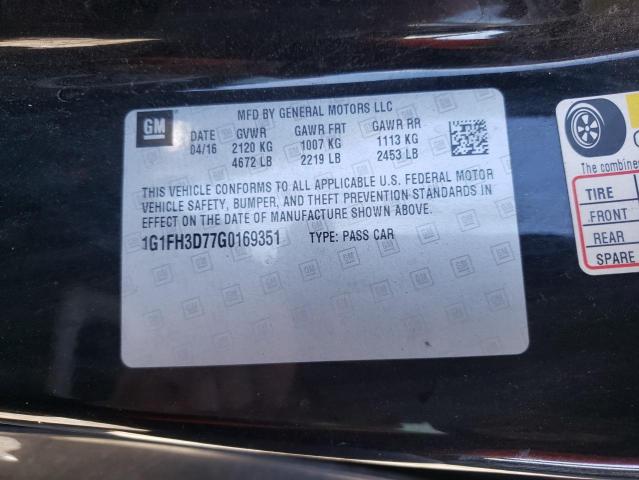 GM
MFD BY GENERAL MOTORS LLC
DATE GVWR GAWR FRT GAWR RR
04/16 2120 KG 1007 KG 1113 KG
4672 LB 2219 LB 2453 LB
THIS VEHICLE CONFORMS TO ALL APPLICABLE U.S. FEDERAL MOTOR
VEHICLE SAFETY, BUMPER, AND THEFT PREVENTION STANDARDS IN
EFFECT ON THE DATE OF MANUFACTURE SHOWN ABOVE.
1G1FH3D77G0169351 TYPE: PASS CAR
The combined
TIRE
FRONT
REAR
SPARE